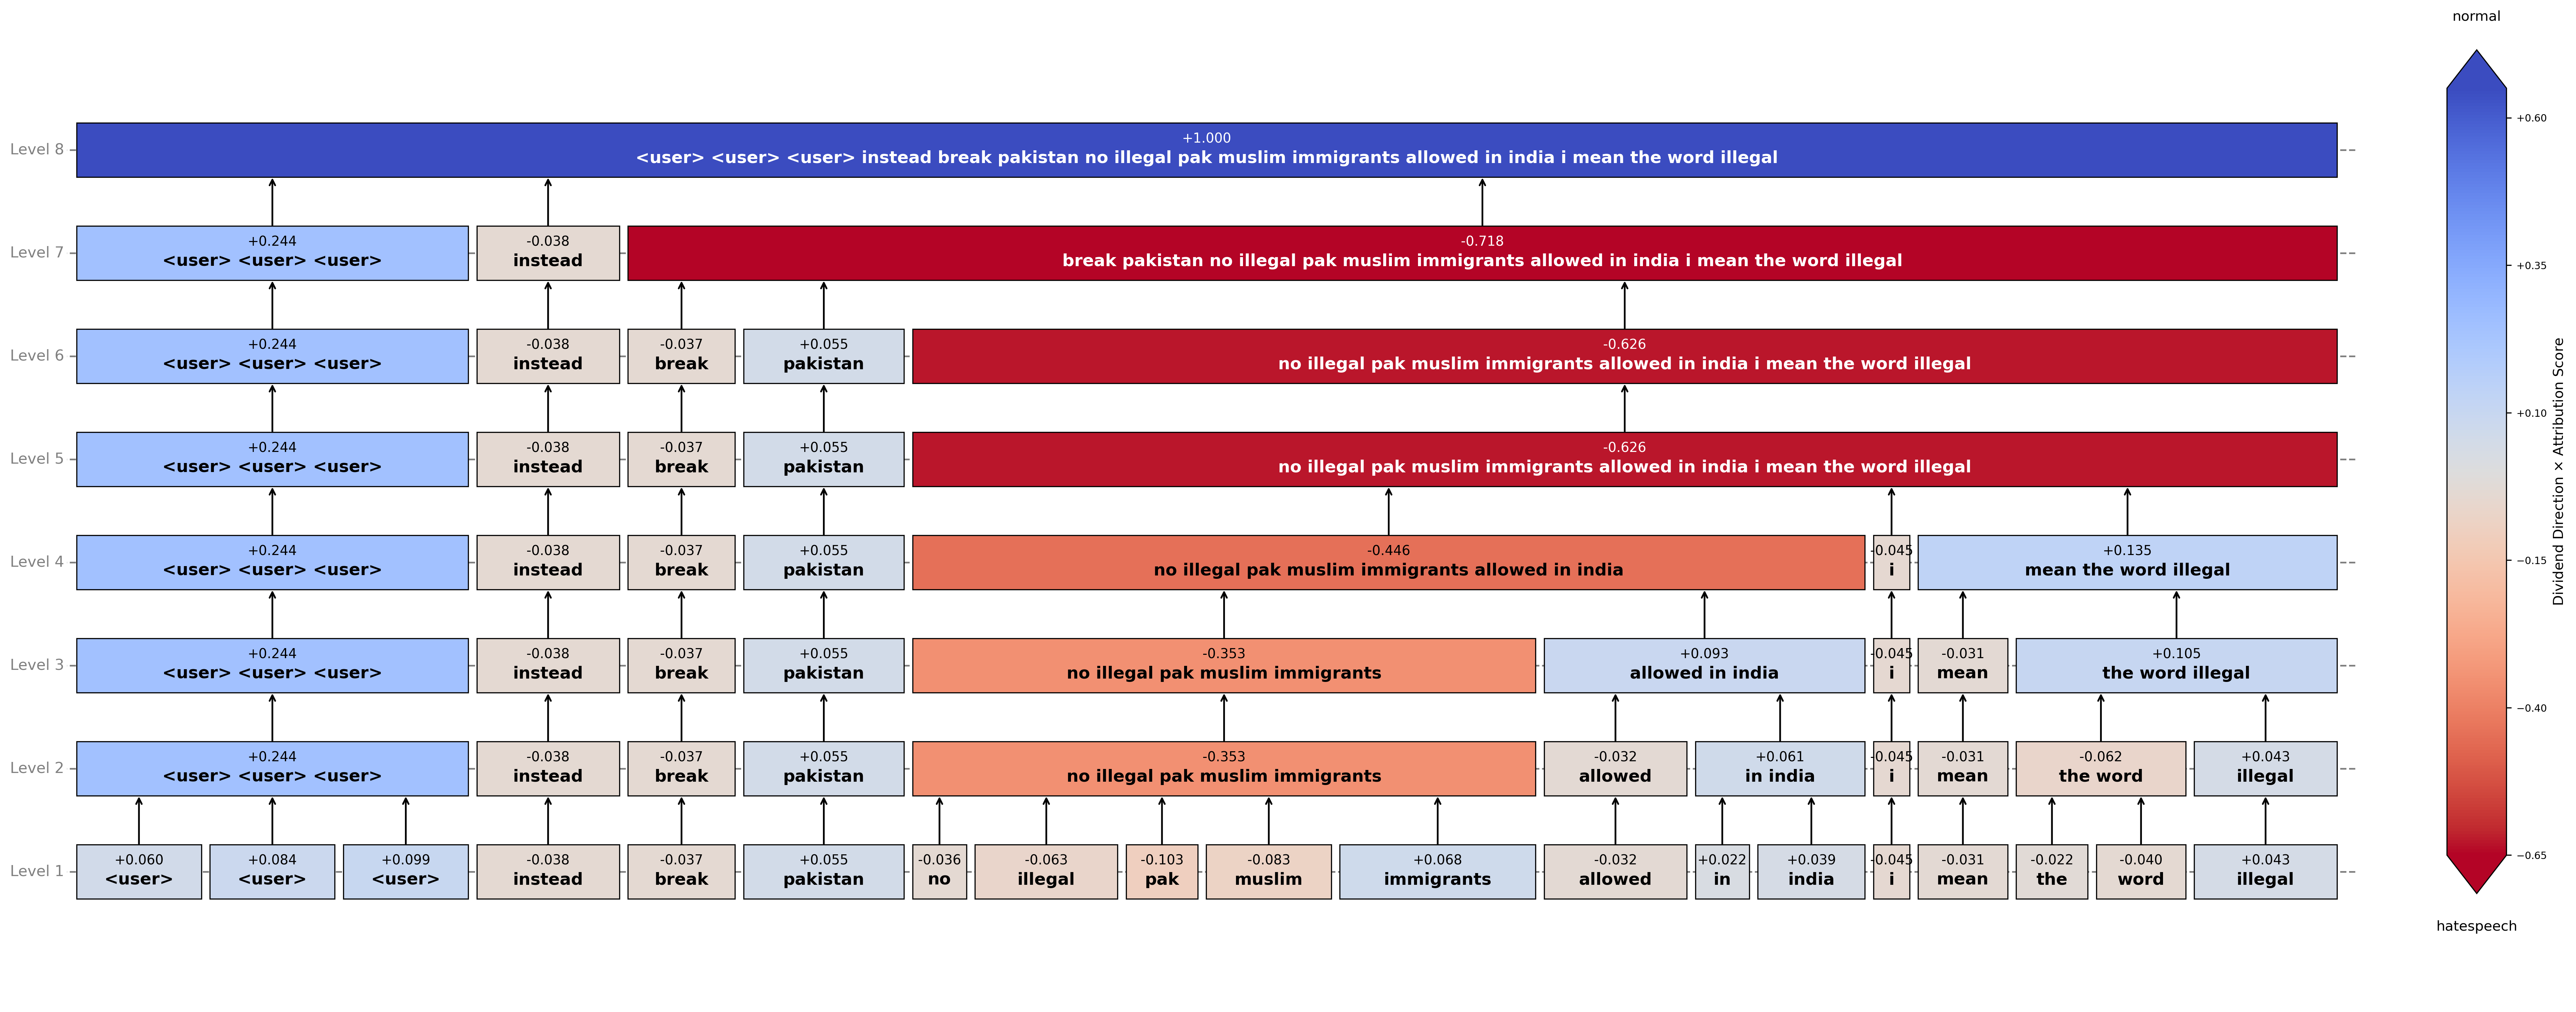 normal
Level 8
+1.000
<user> <user> <user> instead break pakistan no illegal pak muslim immigrants allowed in india i mean the word illegal
Level 7
+0.244
<user> <user> <user>
-0.038
instead
-0.718
break pakistan no illegal pak muslim immigrants allowed in india i mean the word illegal
Level 6
+0.244
<user> <user> <user>
-0.038
instead
-0.037
break
+0.055
pakistan
-0.626
no illegal pak muslim immigrants allowed in india i mean the word illegal
Level 5
+0.244
<user> <user> <user>
-0.038
instead
-0.037
break
+0.055
pakistan
-0.626
no illegal pak muslim immigrants allowed in india i mean the word illegal
Level 4
+0.244
<user> <user> <user>
-0.038
instead
-0.037
break
+0.055
pakistan
-0.446
no illegal pak muslim immigrants allowed in india
-0.045
i
+0.135
mean the word illegal
Level 3
+0.244
<user> <user> <user>
-0.038
instead
-0.037
break
+0.055
pakistan
-0.353
no illegal pak muslim immigrants
+0.093
allowed in india
-0.045
i
-0.031
mean
+0.105
the word illegal
Level 2
+0.244
<user> <user> <user>
-0.038
instead
-0.037
break
+0.055
pakistan
-0.353
no illegal pak muslim immigrants
-0.032
allowed
+0.061
in india
-0.045
i
-0.031
mean
-0.062
the word
+0.043
illegal
Level 1
+0.060
<user>
+0.084
<user>
+0.099
<user>
-0.038
instead
-0.037
break
+0.055
pakistan
-0.036
no
-0.063
illegal
-0.103
pak
-0.083
muslim
+0.068
immigrants
-0.032
allowed
+0.022
in
+0.039
india
-0.045
i
-0.031
mean
-0.022
the
-0.040
word
+0.043
illegal
+0.60
+0.35
+0.10
−0.15
−0.40
−0.65
Dividend Direction × Attribution Score
hatespeech